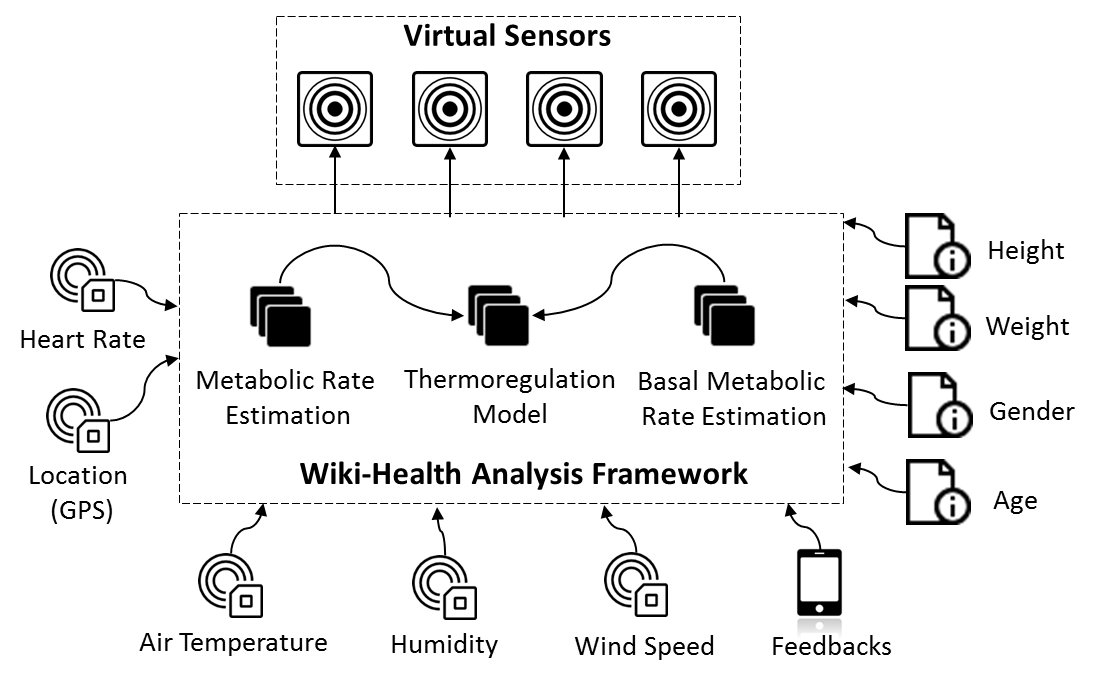 Virtual Sensors
Heart Rate
Location
(GPS)
Metabolic Rate
Estimation
Thermoregulation
Model
Basal Metabolic
Rate Estimation
Wiki-Health Analysis Framework
Height
Weight
Gender
Age
Air Temperature
Humidity
Wind Speed
Feedbacks